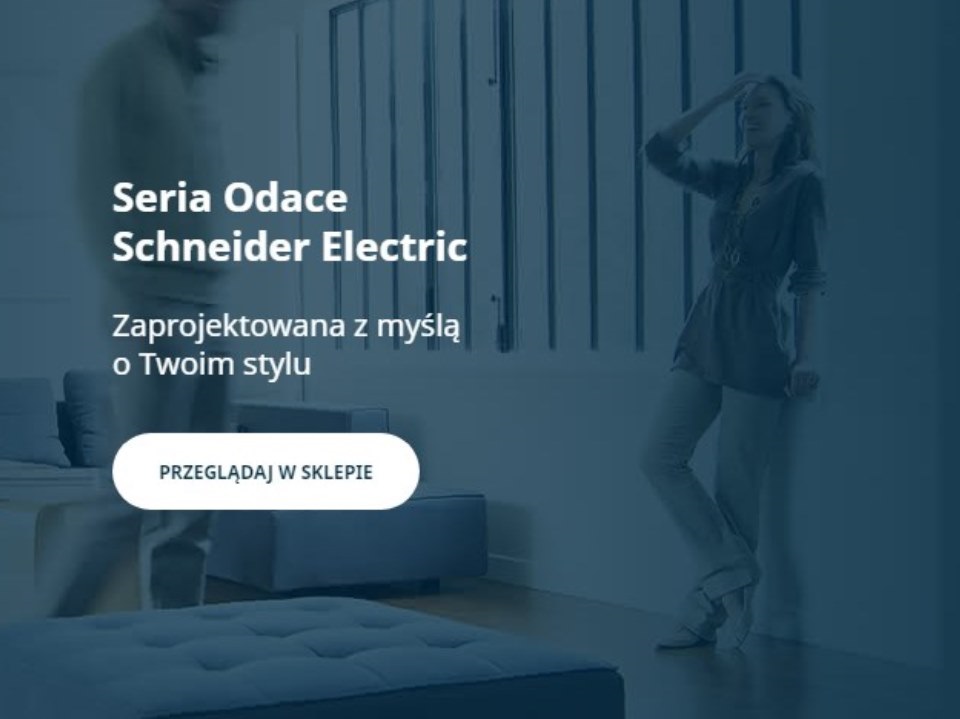 Seria Odace
Schneider Electric
Zaprojektowana z myślą
o Twoim stylu
PRZEGLĄDAJ W SKLEPIE